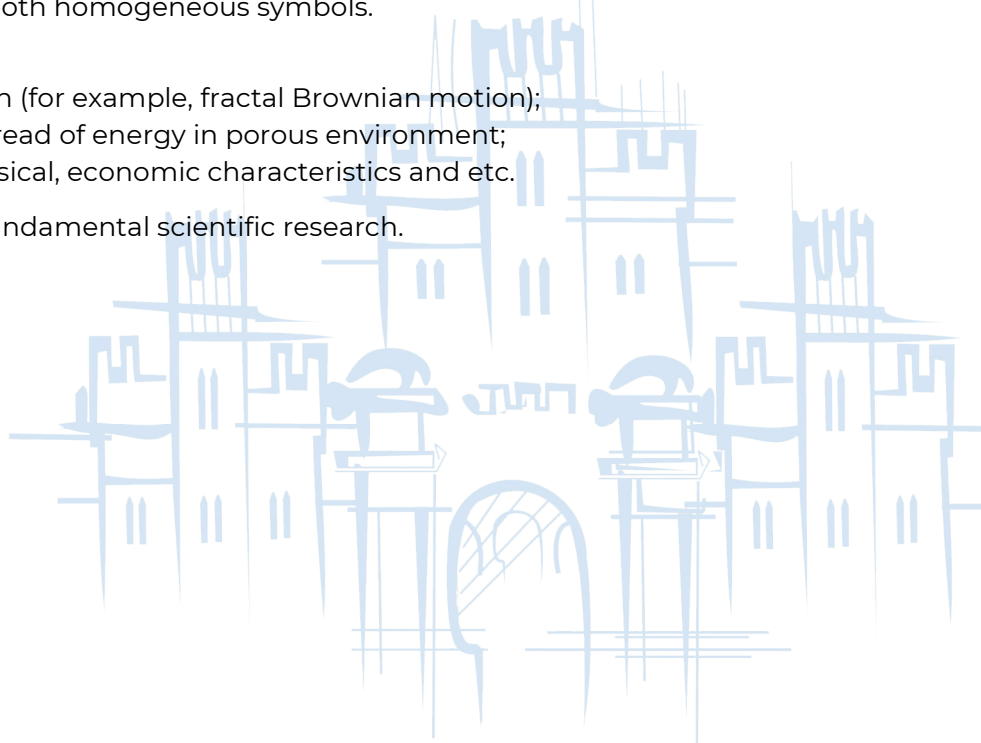 oth homogeneous symbols.
n (for example, fractal Brownian motion);
read of energy in porous environment;
sical, economic characteristics and etc.
ndamental scientific research.